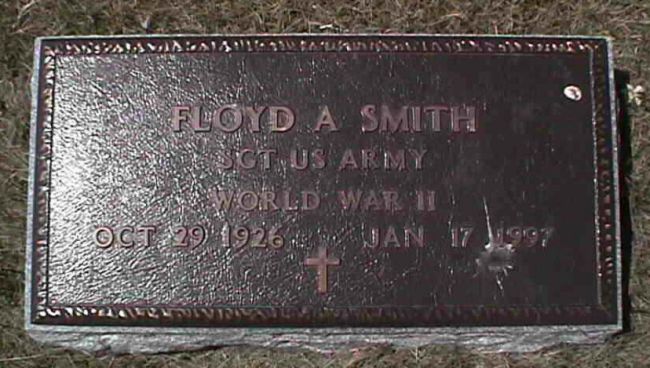 FLOYD A SMITH
SGT US ARMY
WORLD WAR II
OCT 29 1926 JAN 17 1997